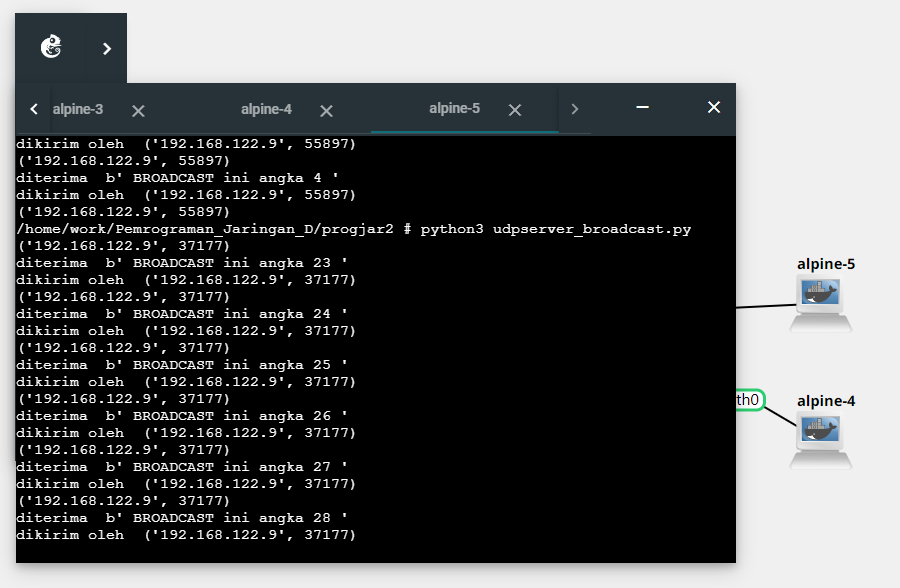 alpine-3
alpine-4
alpine-5
dikirim oleh  ('192.168.122.9', 55897)
('192.168.122.9', 55897)
diterima  b' BROADCAST ini angka 4 '
dikirim oleh  ('192.168.122.9', 55897)
('192.168.122.9', 55897)
/home/work/Pemrograman_Jaringan_D/progjar2 # python3 udpserver_broadcast.py
('192.168.122.9', 37177)
diterima  b' BROADCAST ini angka 23 '
dikirim oleh  ('192.168.122.9', 37177)
('192.168.122.9', 37177)
diterima  b' BROADCAST ini angka 24 '
dikirim oleh  ('192.168.122.9', 37177)
('192.168.122.9', 37177)
diterima  b' BROADCAST ini angka 25 '
dikirim oleh  ('192.168.122.9', 37177)
('192.168.122.9', 37177)
diterima  b' BROADCAST ini angka 26 '
dikirim oleh  ('192.168.122.9', 37177)
('192.168.122.9', 37177)
diterima  b' BROADCAST ini angka 27 '
dikirim oleh  ('192.168.122.9', 37177)
('192.168.122.9', 37177)
diterima  b' BROADCAST ini angka 28 '
dikirim oleh  ('192.168.122.9', 37177)
alpine-5
th0
alpine-4